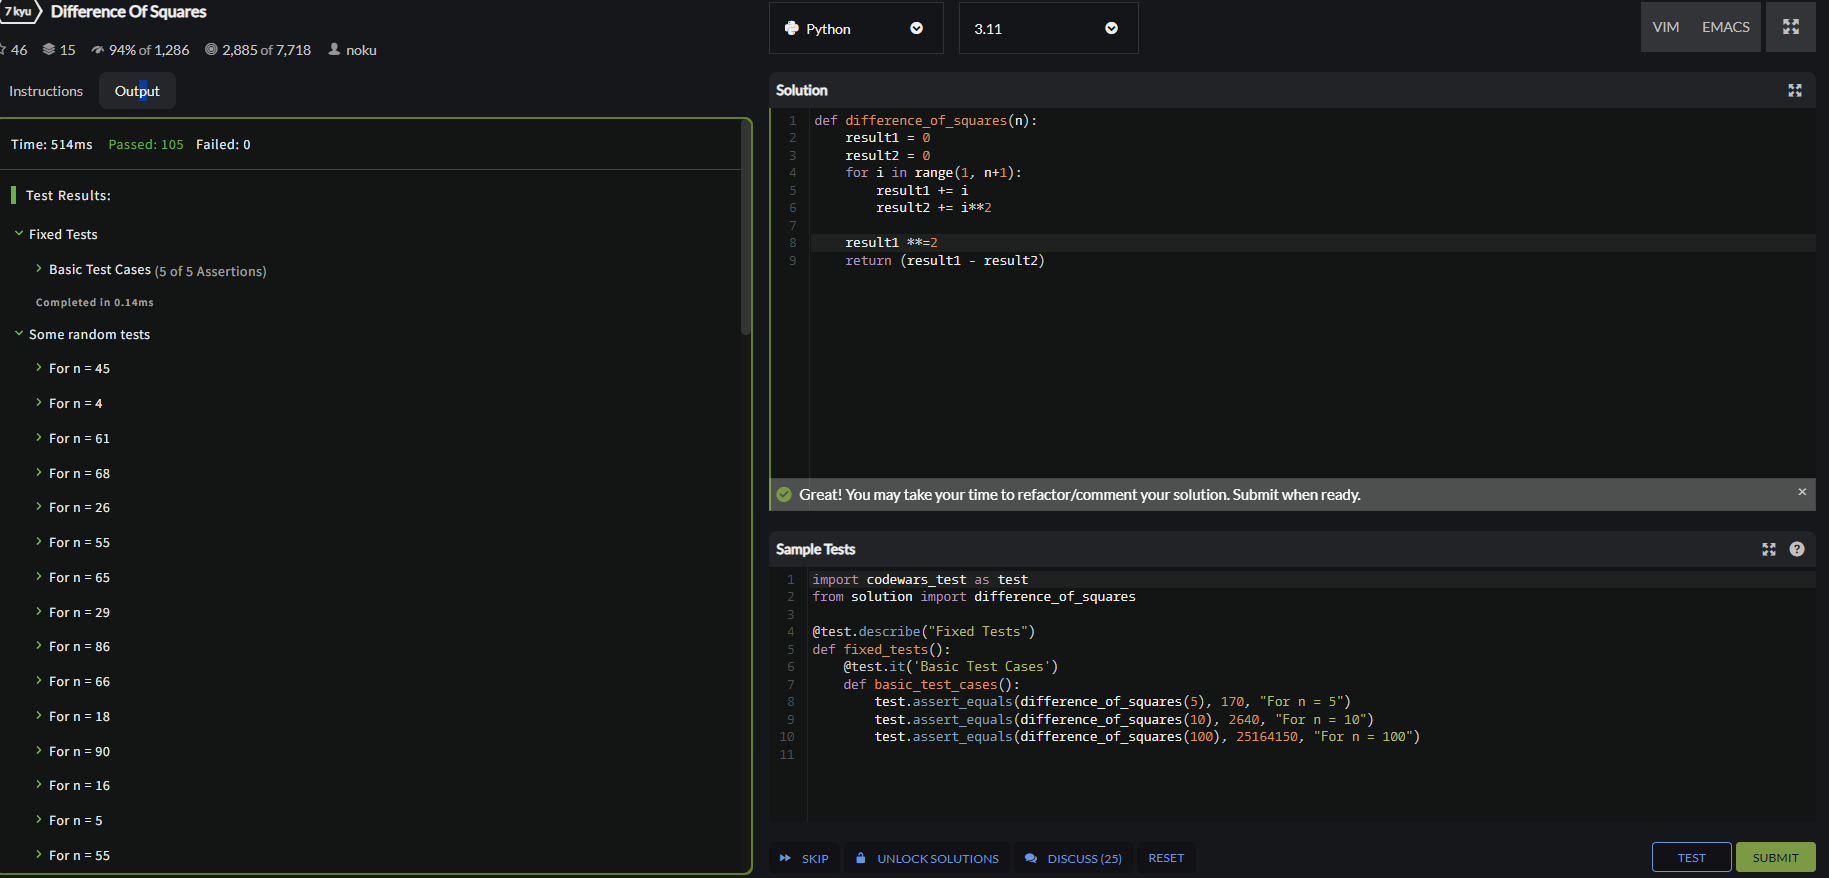 7 kyu Difference Of Squares
46 15 94% of 1,286 2,885 of 7,718 noku
Instructions Output
Time: 514ms Passed: 105 Failed: 0
Test Results:
Fixed Tests
Basic Test Cases (5 of 5 Assertions)
Completed in 0.14ms
Some random tests
For n = 45
For n = 4
For n = 61
For n = 68
For n = 26
For n = 55
For n = 65
For n = 29
For n = 86
For n = 66
For n = 18
For n = 90
For n = 16
For n = 5
For n = 55
Python 3.11 VIM EMACS
Solution
1 def difference_of_squares(n):
2     result1 = 0
3     result2 = 0
4     for i in range(1, n+1):
5         result1 += i
6         result2 += i**2
7
8     result1 **=2
9     return (result1 - result2)
Great! You may take your time to refactor/comment your solution. Submit when ready. ×
Sample Tests ?
1 import codewars_test as test
2 from solution import difference_of_squares
3
4 @test.describe("Fixed Tests")
5 def fixed_tests():
6     @test.it('Basic Test Cases')
7     def basic_test_cases():
8         test.assert_equals(difference_of_squares(5), 170, "For n = 5")
9         test.assert_equals(difference_of_squares(10), 2640, "For n = 10")
10         test.assert_equals(difference_of_squares(100), 25164150, "For n = 100")
11
SKIP UNLOCK SOLUTIONS DISCUSS (25) RESET TEST SUBMIT